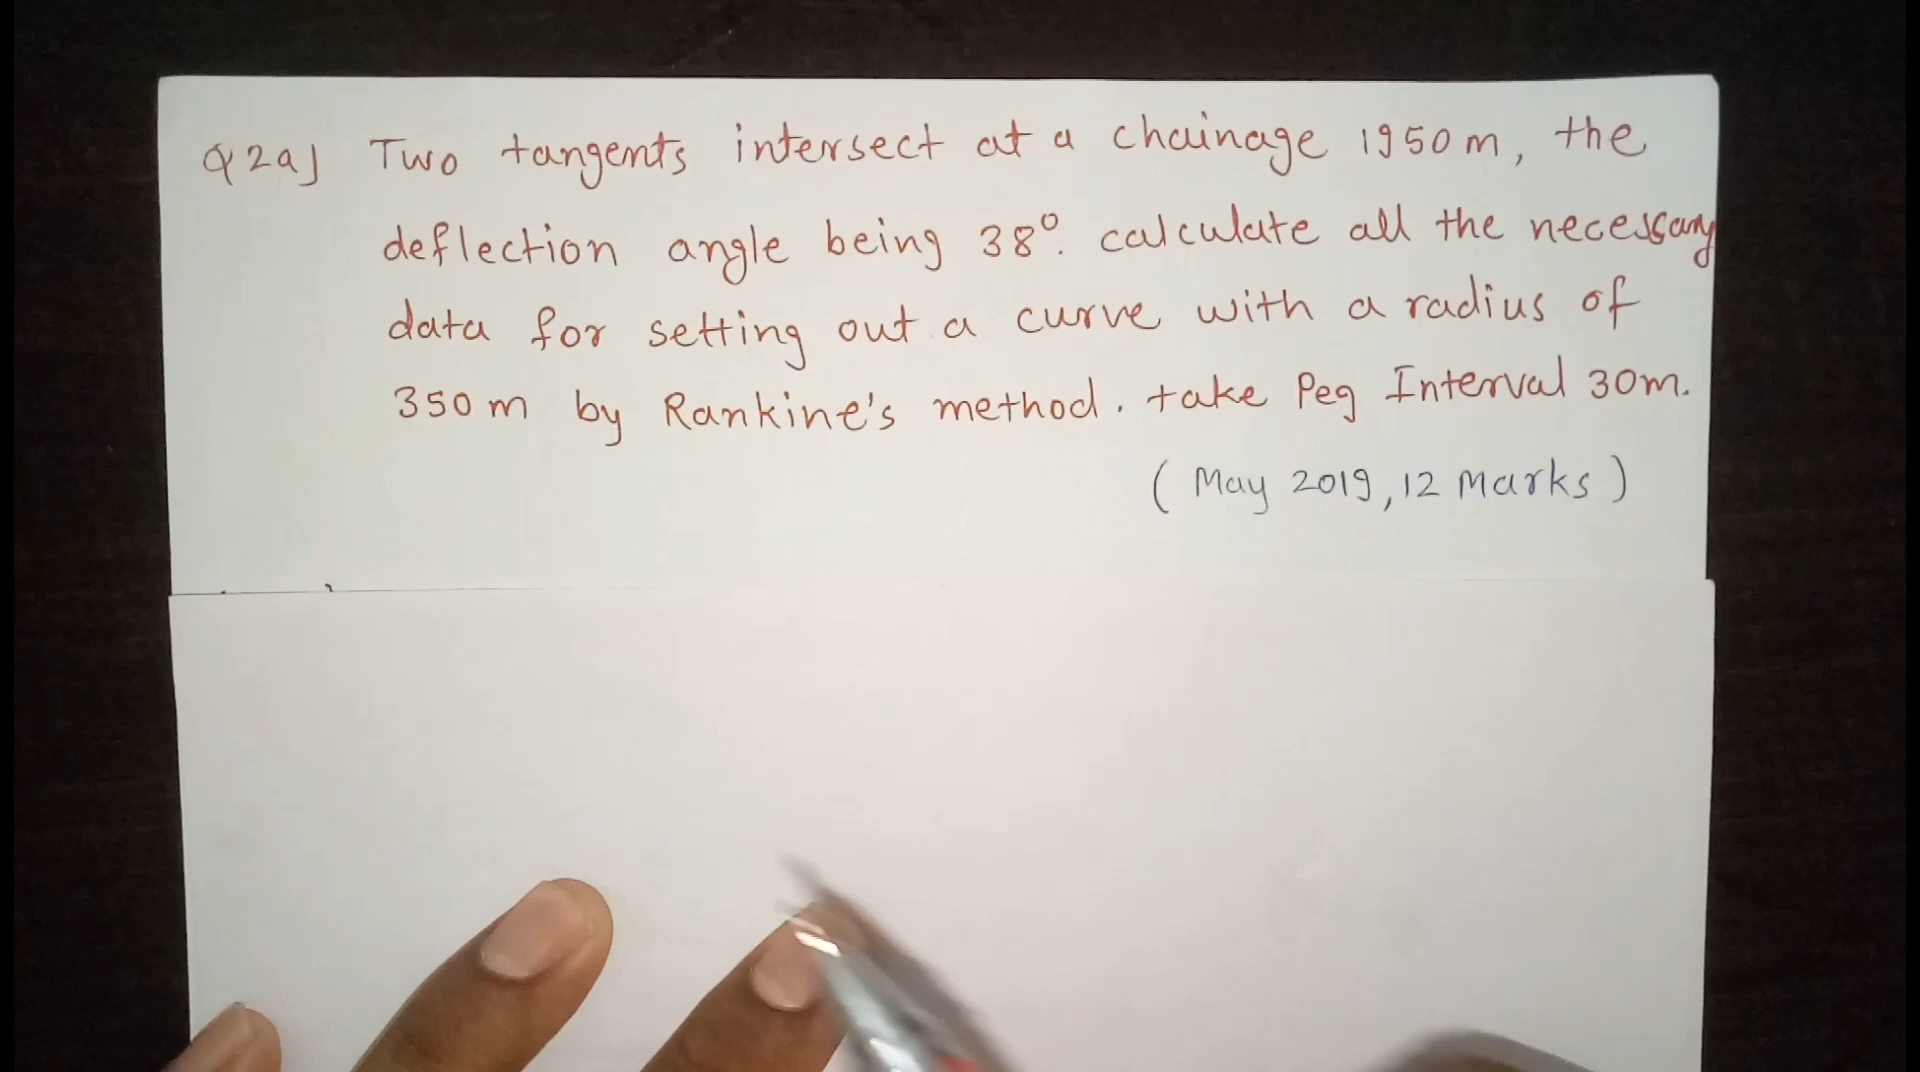 Q2a] Two tangents intersect at a chainage 1950 m, the
deflection angle being 38°. calculate all the necessary
data for setting out a curve with a radius of
350 m by Rankine's method. take Peg Interval 30m.
( May 2019, 12 Marks )